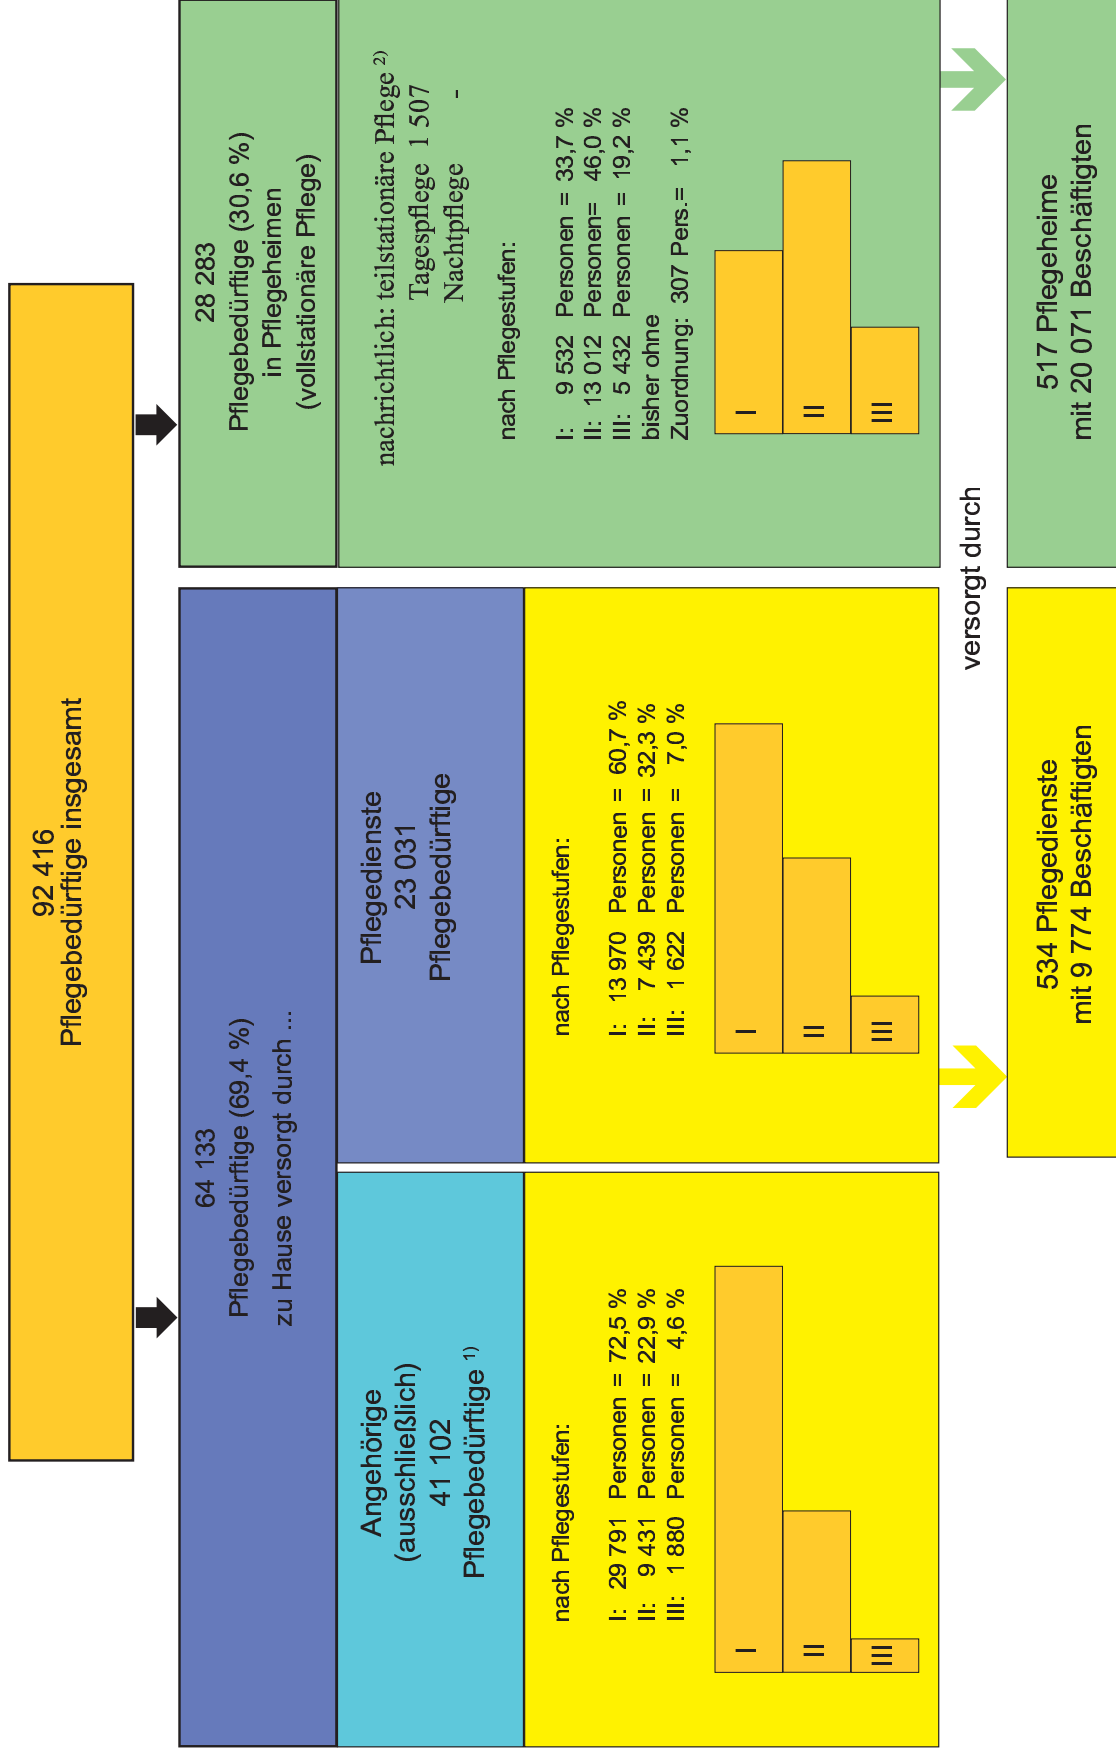 92 416
Pflegebedürftige insgesamt
64 133
Pflegebedürftige (69,4 %)
zu Hause versorgt durch ...
Angehörige
(ausschließlich)
41 102
Pflegebedürftige 1)
nach Pflegestufen:
I: 29 791 Personen = 72,5 %
II: 9 431 Personen = 22,9 %
III: 1 880 Personen = 4,6 %
I
II
III
Pflegedienste
23 031
Pflegebedürftige
nach Pflegestufen:
I: 13 970 Personen = 60,7 %
II: 7 439 Personen = 32,3 %
III: 1 622 Personen = 7,0 %
I
II
III
28 283
Pflegebedürftige (30,6 %)
in Pflegeheimen
(vollstationäre Pflege)
nachrichtlich: teilstationäre Pflege 2)
Tagespflege 1 507
Nachtpflege -
nach Pflegestufen:
I: 9 532 Personen = 33,7 %
II: 13 012 Personen= 46,0 %
III: 5 432 Personen = 19,2 %
bisher ohne
Zuordnung: 307 Pers.= 1,1 %
I
II
III
versorgt durch
534 Pflegedienste
mit 9 774 Beschäftigten
517 Pflegeheime
mit 20 071 Beschäftigten